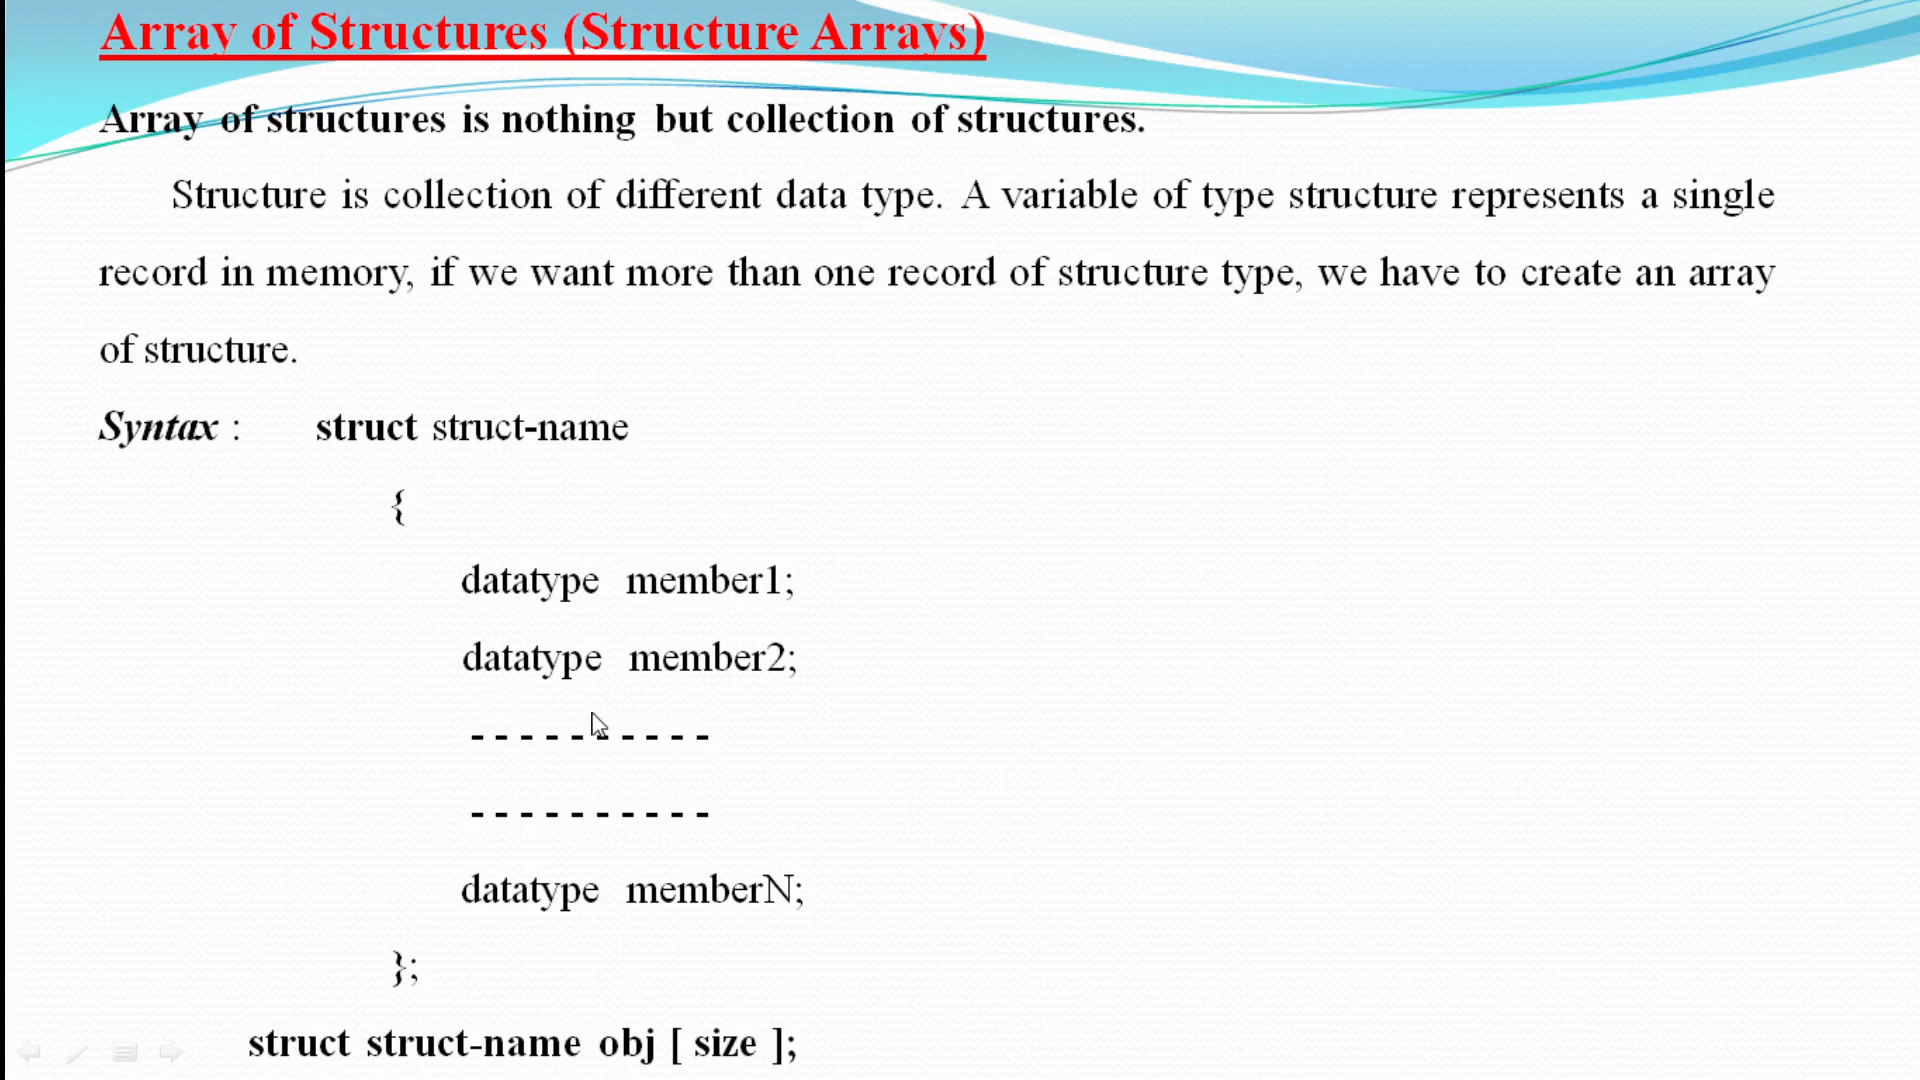 Array of Structures (Structure Arrays)
Array of structures is nothing but collection of structures.
Structure is collection of different data type. A variable of type structure represents a single
record in memory, if we want more than one record of structure type, we have to create an array
of structure.
Syntax : struct struct-name
{
datatype member1;
datatype member2;
- - - - - - - - - -
- - - - - - - - - -
datatype memberN;
};
struct struct-name obj [ size ];